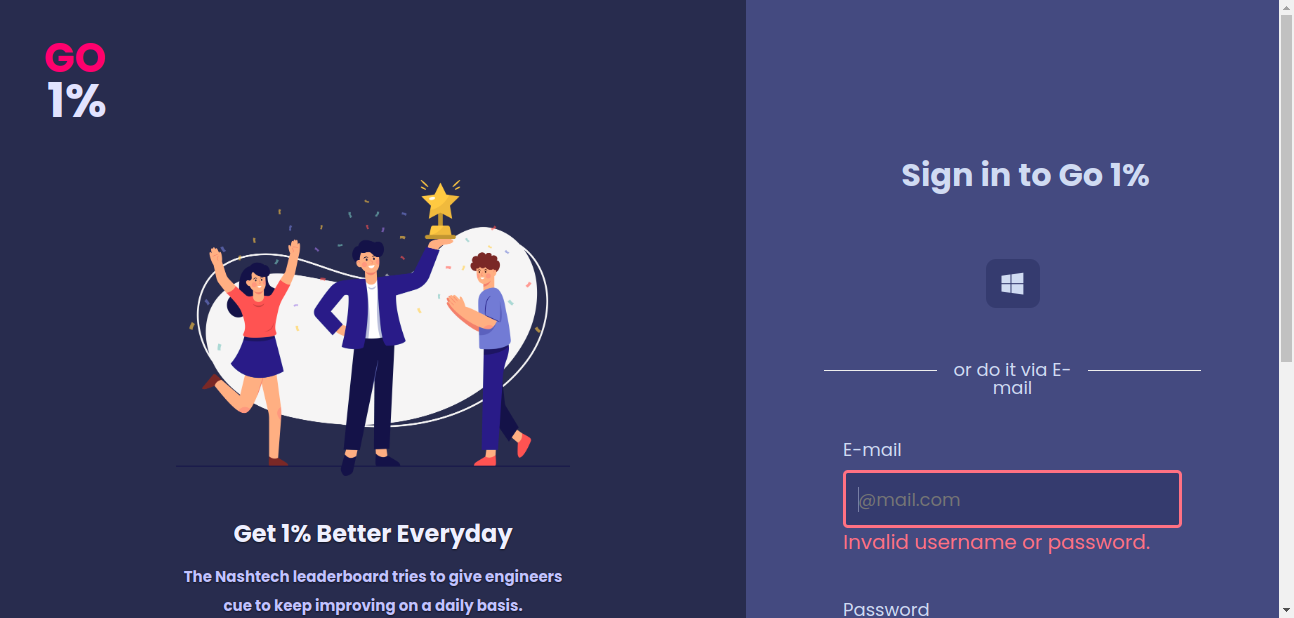 GO
1%
Get 1% Better Everyday
The Nashtech leaderboard tries to give engineers
cue to keep improving on a daily basis.
Sign in to Go 1%
or do it via E-
mail
E-mail
@mail.com
Invalid username or password.
Password